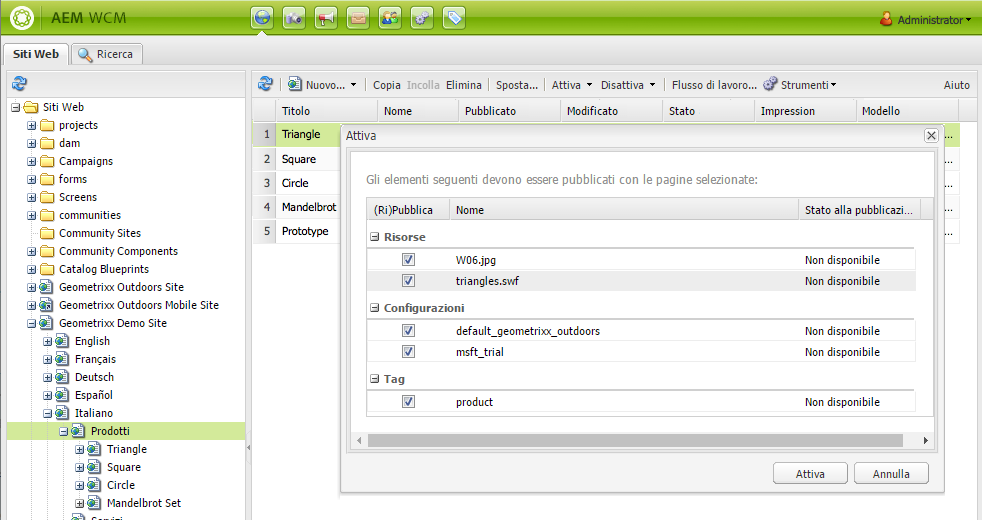 AEM WCM
Administrator
Siti Web
Ricerca
Siti Web
projects
dam
Campaigns
forms
Screens
communities
Community Sites
Community Components
Catalog Blueprints
Geometrixx Outdoors Site
Geometrixx Outdoors Mobile Site
Geometrixx Demo Site
English
Français
Deutsch
Español
Italiano
Prodotti
Triangle
Square
Circle
Mandelbrot Set
Nuovo... Copia Incolla Elimina Sposta... Attiva Disattiva Flusso di lavoro... Strumenti Aiuto
Titolo Nome Pubblicato Modificato Stato Impression Modello
1 Triangle
2 Square
3 Circle
4 Mandelbrot
5 Prototype
Attiva
Gli elementi seguenti devono essere pubblicati con le pagine selezionate:
(Ri)Pubblica Nome Stato alla pubblicazi...
Risorse
W06.jpg Non disponibile
triangles.swf Non disponibile
Configurazioni
default_geometrixx_outdoors Non disponibile
msft_trial Non disponibile
Tag
product Non disponibile
Attiva Annulla